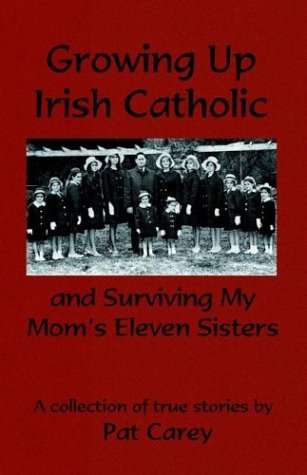 Growing Up
Irish Catholic
and Surviving My
Mom's Eleven Sisters
A collection of true stories by
Pat Carey